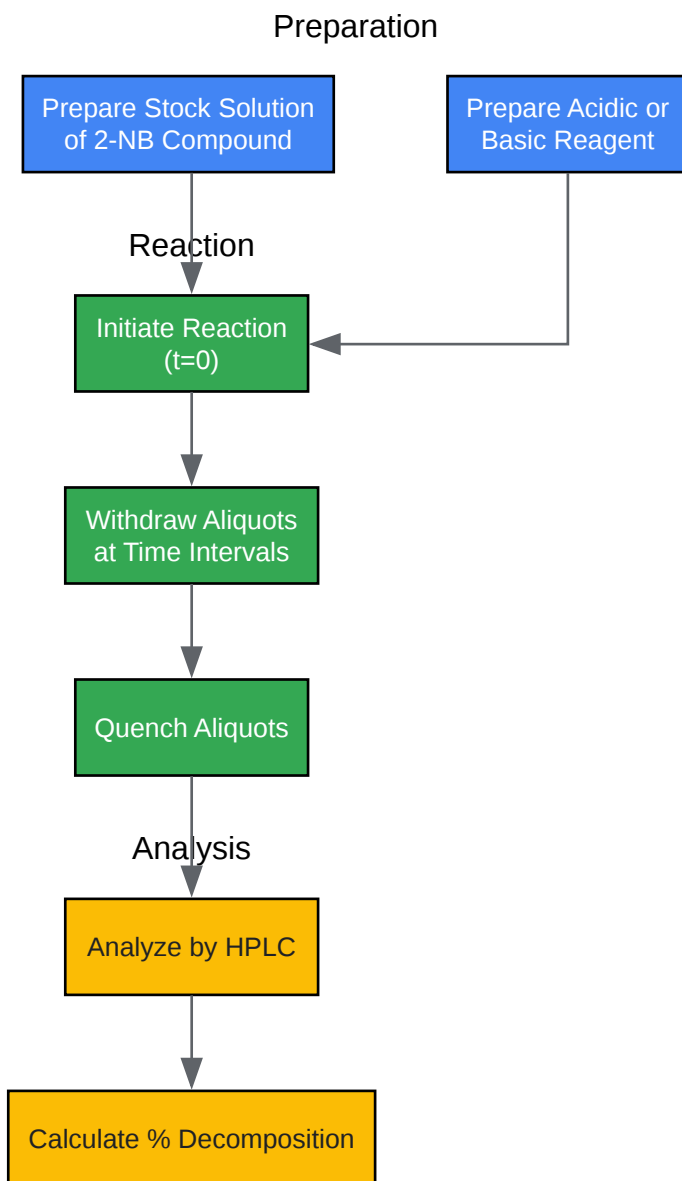 Preparation
Prepare Stock Solution
of 2-NB Compound
Prepare Acidic or
Basic Reagent
Reaction
Initiate Reaction
(t=0)
Withdraw Aliquots
at Time Intervals
Quench Aliquots
Analysis
Analyze by HPLC
Calculate % Decomposition